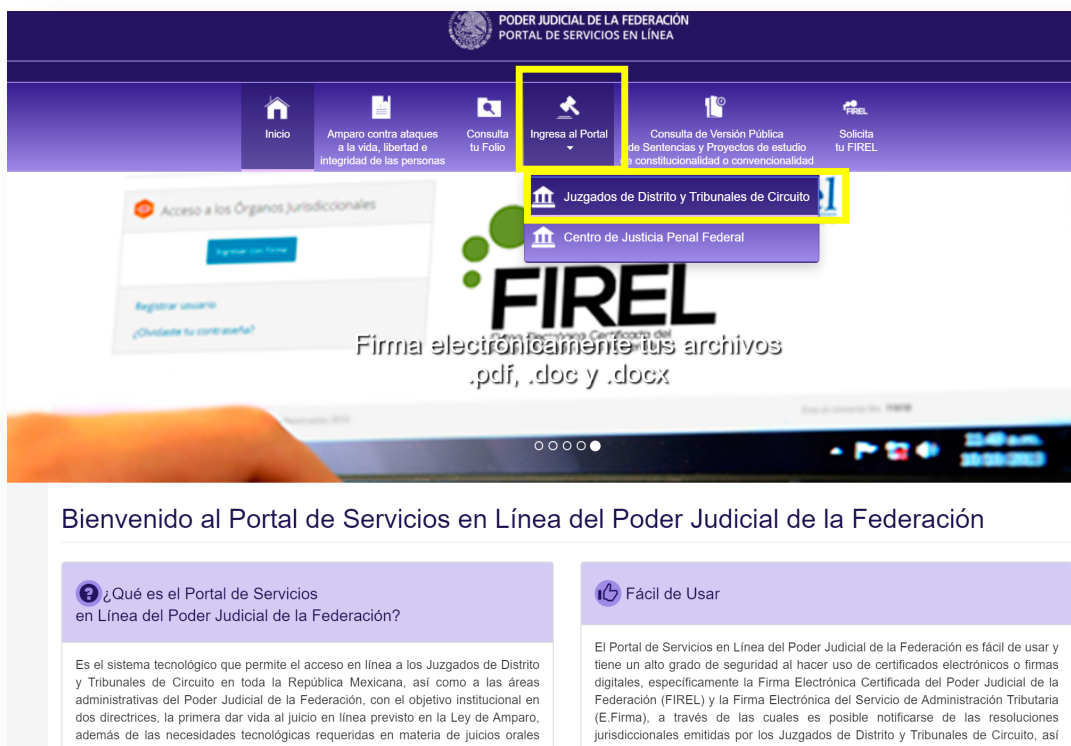 PODER JUDICIAL DE LA FEDERACIÓN
PORTAL DE SERVICIOS EN LÍNEA
Inicio
Amparo contra ataques
a la vida, libertad e
integridad de las personas
Consulta
tu Folio
Ingresa al Portal
Consulta de Versión Pública
de Sentencias y Proyectos de estudio
de constitucionalidad o convencionalidad
FIREL
Solicita
tu FIREL
Juzgados de Distrito y Tribunales de Circuito
Centro de Justicia Penal Federal
Acceso a los Órganos Jurisdiccionales
Ingresar con Firma
Registrar usuario
¿Olvidaste tu contraseña?
FIREL
Firma electrónicamente tus archivos
.pdf, .doc y .docx
Bienvenido al Portal de Servicios en Línea del Poder Judicial de la Federación
¿Qué es el Portal de Servicios
en Línea del Poder Judicial de la Federación?
Es el sistema tecnológico que permite el acceso en línea a los Juzgados de Distrito
y Tribunales de Circuito en toda la República Mexicana, así como a las áreas
administrativas del Poder Judicial de la Federación, con el objetivo institucional en
dos directrices, la primera dar vida al juicio en línea previsto en la Ley de Amparo,
además de las necesidades tecnológicas requeridas en materia de juicios orales
Fácil de Usar
El Portal de Servicios en Línea del Poder Judicial de la Federación es fácil de usar y
tiene un alto grado de seguridad al hacer uso de certificados electrónicos o firmas
digitales, específicamente la Firma Electrónica Certificada del Poder Judicial de la
Federación (FIREL) y la Firma Electrónica del Servicio de Administración Tributaria
(E.Firma), a través de las cuales es posible notificarse de las resoluciones
jurisdiccionales emitidas por los Juzgados de Distrito y Tribunales de Circuito, así